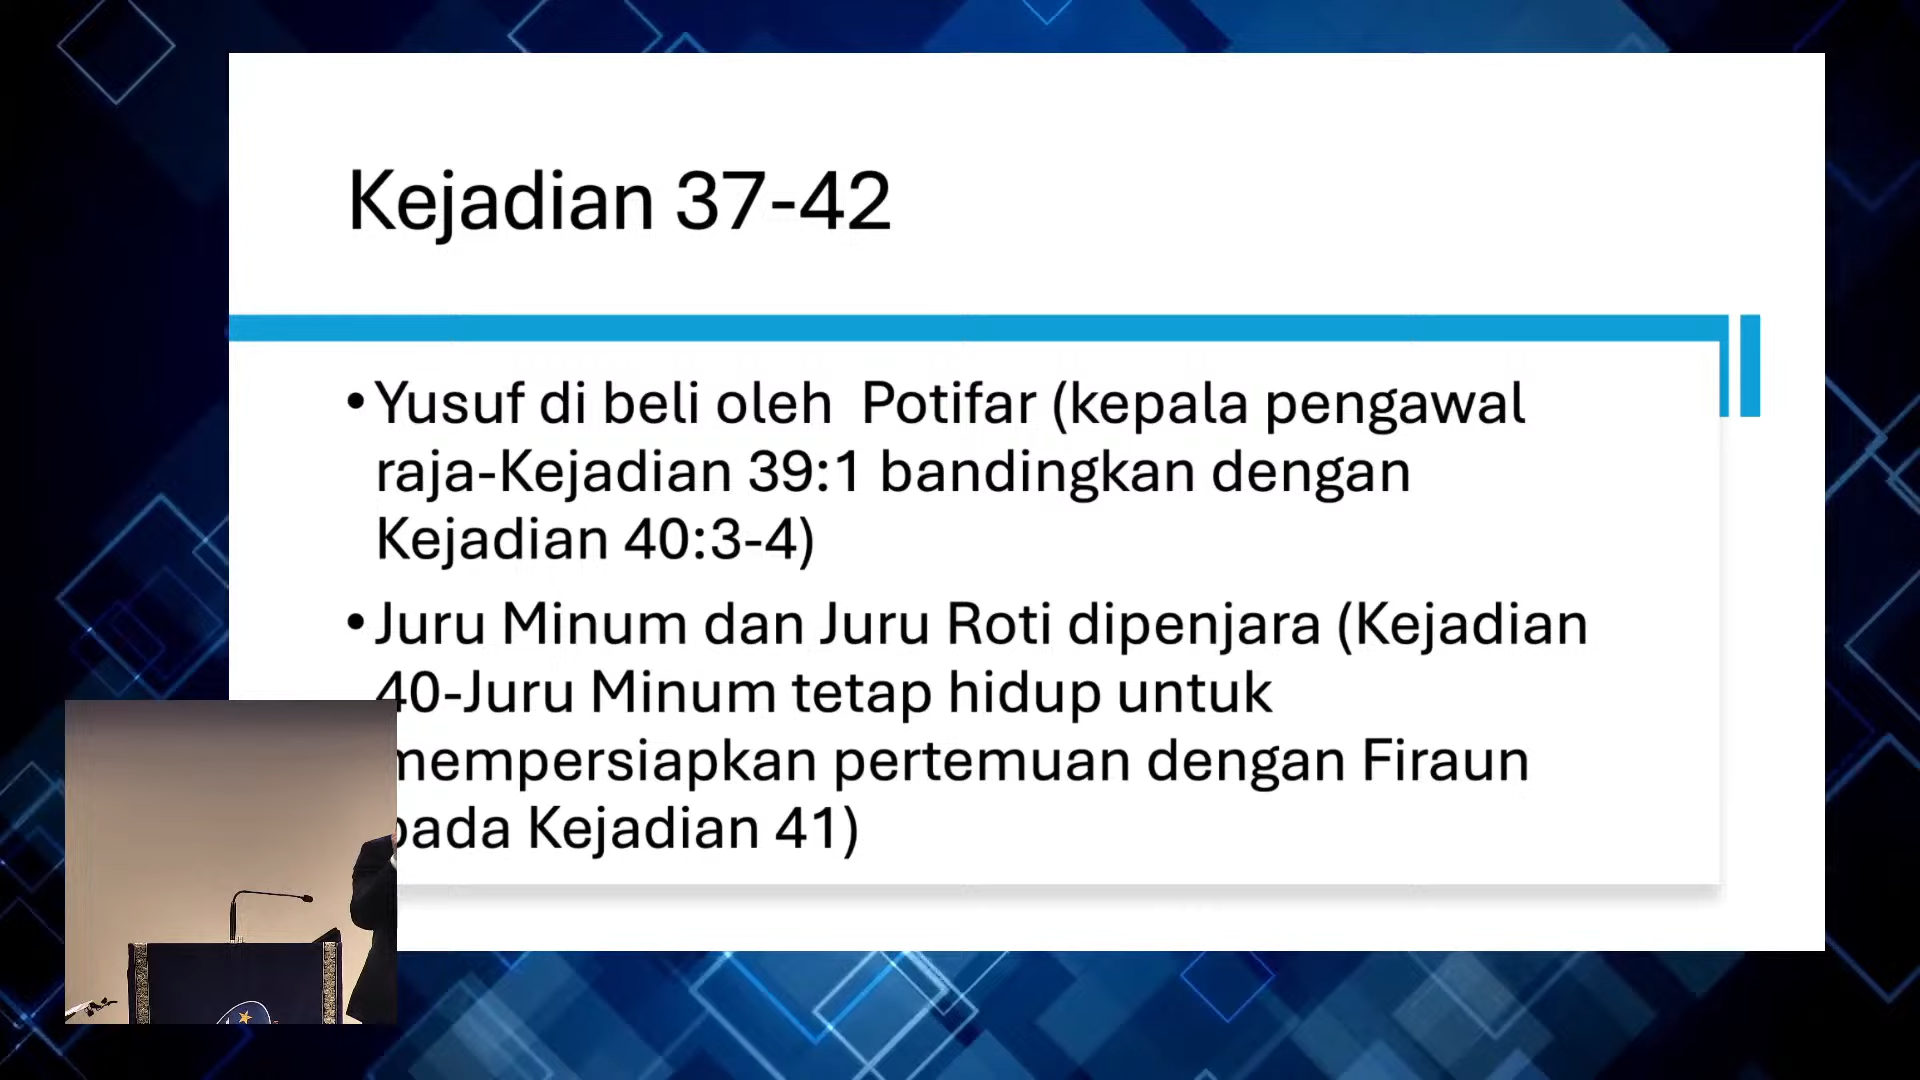 Kejadian 37-42
•Yusuf di beli oleh  Potifar (kepala pengawal
raja-Kejadian 39:1 bandingkan dengan
Kejadian 40:3-4)
•Juru Minum dan Juru Roti dipenjara (Kejadian
40-Juru Minum tetap hidup untuk
mempersiapkan pertemuan dengan Firaun
pada Kejadian 41)